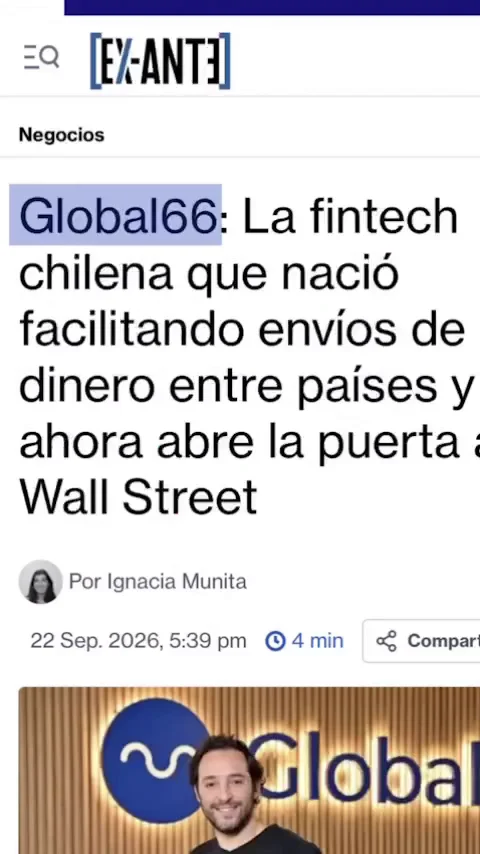 [EX-ANTE]
Negocios
Global66: La fintech
chilena que nació
facilitando envíos de
dinero entre países y
ahora abre la puerta a
Wall Street
Por Ignacia Munita
22 Sep. 2026, 5:39 pm
4 min
Compart
Global